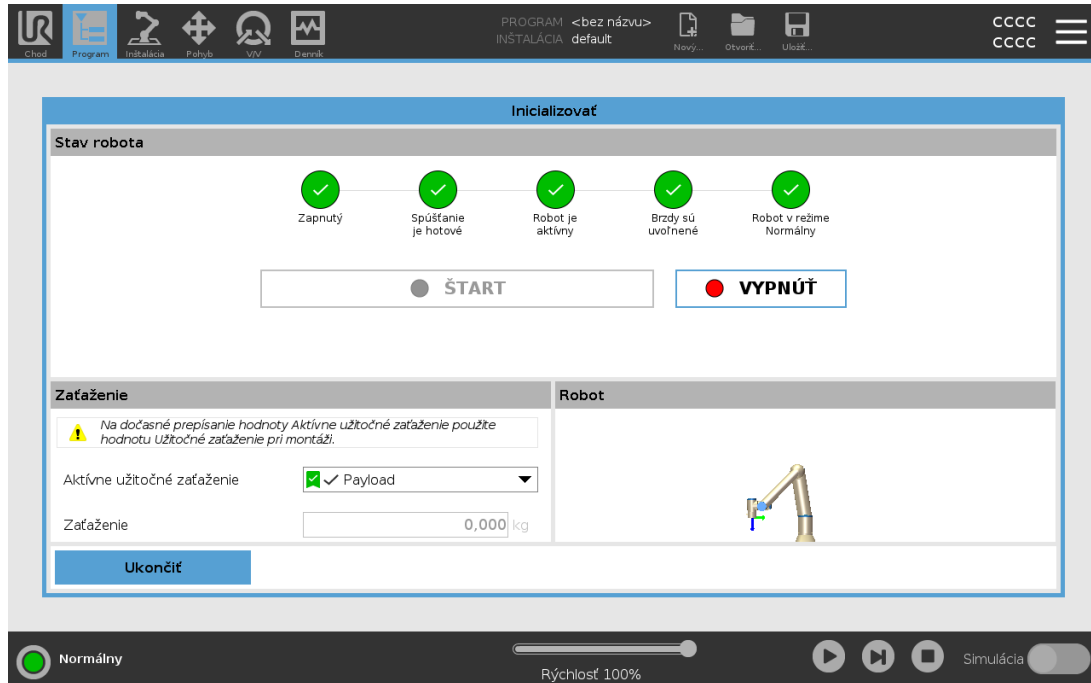 UR
PROGRAM <bez názvu>
INŠTALÁCIA default
cccc
cccc
Chod Program Inštalácia Pohyb V/V Denník
Nový... Otvoriť... Uložiť...
Inicializovať
Stav robota
Zapnutý
Spúšťanie
je hotové
Robot je
aktívny
Brzdy sú
uvoľnené
Robot v režime
Normálny
ŠTART
VYPNÚŤ
Zaťaženie
Robot
Na dočasné prepísanie hodnoty Aktívne užitočné zaťaženie použite
hodnotu Užitočné zaťaženie pri montáži.
Aktívne užitočné zaťaženie
Payload
Zaťaženie
0,000 kg
Ukončiť
Normálny
Rýchlosť 100%
Simulácia